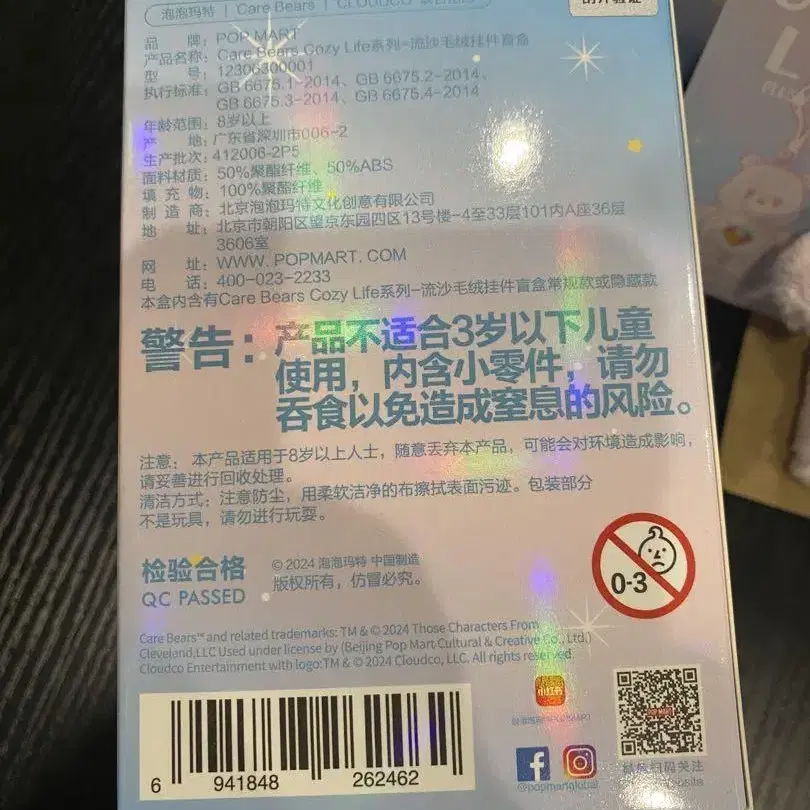 泡泡玛特 | Care Bears | CLOUDCO
品 牌：POP MART
产品名称：Care Bears Cozy Life系列-流沙毛绒挂件盲盒
型 号：12306300001
执行标准：GB 6675.1-2014、GB 6675.2-2014、
GB 6675.3-2014、GB 6675.4-2014
年龄范围：8岁以上
产 地：广东省深圳市006-2
生产批次：412006-2P5
面料材质：50%聚酯纤维、50%ABS
填 充 物：100%聚酯纤维
制 造 商：北京泡泡玛特文化创意有限公司
地 址：北京市朝阳区望京东园四区13号楼-4至33层101内A座36层
3606室
网 址：WWW.POPMART.COM
电 话：400-023-2233
本盒内含有Care Bears Cozy Life系列-流沙毛绒挂件盲盒常规款或隐藏款
警告：产品不适合3岁以下儿童
使用，内含小零件，请勿
吞食以免造成窒息的风险。
注意：本产品适用于8岁以上人士，随意丢弃本产品，可能会对环境造成影响，
请妥善进行回收处理。
清洁方式：注意防尘，用柔软洁净的布擦拭表面污迹。包装部分
不是玩具，请勿进行玩耍。
检验合格
QC PASSED
© 2024 泡泡玛特 中国制造
版权所有，仿冒必究。
0-3
Care Bears™ and related trademarks: TM & © 2024 Those Characters From
Cleveland,LLC Used under license by (Beijing Pop Mart Cultural & Creative Co., Ltd.)
Cloudco Entertainment with logo:TM & © 2024 Cloudco, LLC. All rights reserved
小红书
POP MART
6 941848 262462
@popmartglobal
微信扫码关注